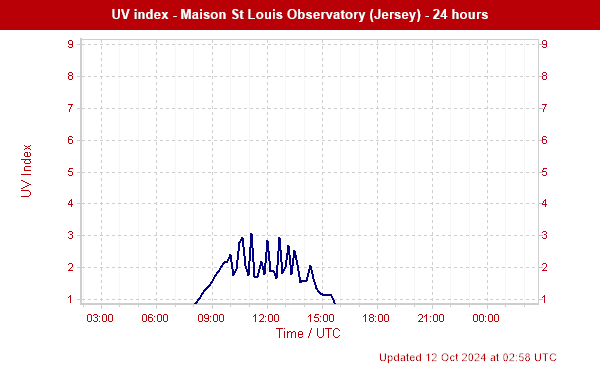 UV index - Maison St Louis Observatory (Jersey) - 24 hours
9 9
8 8
7 7
6 6
5 5
4 4
3 3
2 2
1 1
UV Index
03:00 06:00 09:00 12:00 15:00 18:00 21:00 00:00
Time / UTC
Updated 12 Oct 2024 at 02:58 UTC